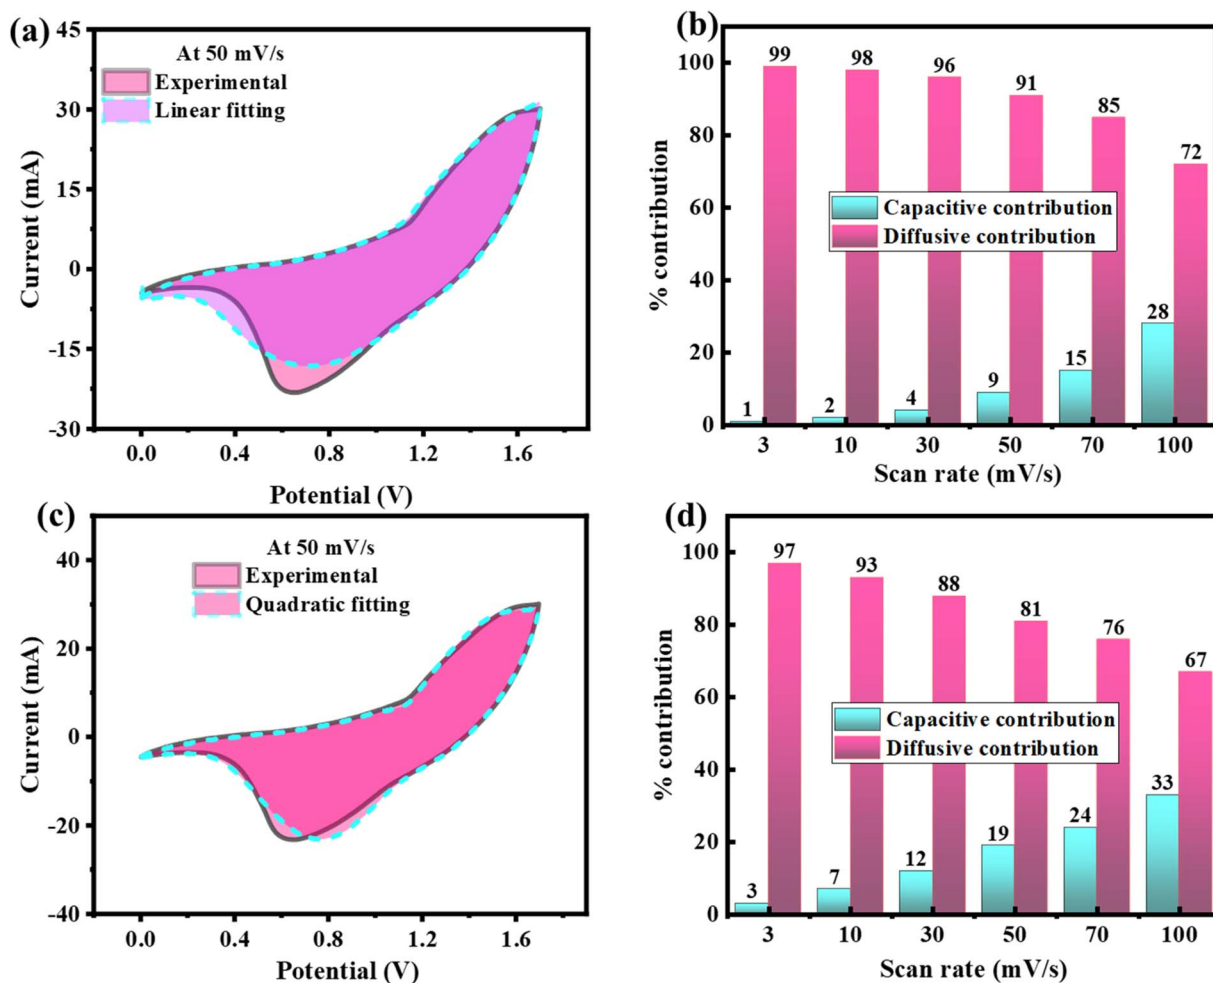 (a)
At 50 mV/s
Experimental
Linear fitting
45
30
15
0
-15
-30
Current (mA)
0.0 0.4 0.8 1.2 1.6
Potential (V)
(b)
100
80
60
40
20
0
% contribution
99 98 96 91 85 72
Capacitive contribution
Diffusive contribution
1 2 4 9 15 28
3 10 30 50 70 100
Scan rate (mV/s)
(c)
At 50 mV/s
Experimental
Quadratic fitting
40
20
0
-20
-40
Current (mA)
0.0 0.4 0.8 1.2 1.6
Potential (V)
(d)
100
80
60
40
20
0
% contribution
97 93 88 81 76 67
Capacitive contribution
Diffusive contribution
3 7 12 19 24 33
3 10 30 50 70 100
Scan rate (mV/s)